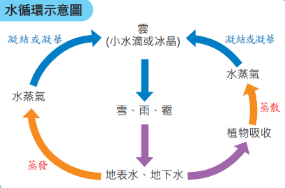 水循環示意圖
雲
(小水滴或冰晶)
凝結或凝華
凝結或凝華
水蒸氣
水蒸氣
雪、雨、雹
蒸散
植物吸收
蒸發
地表水、地下水